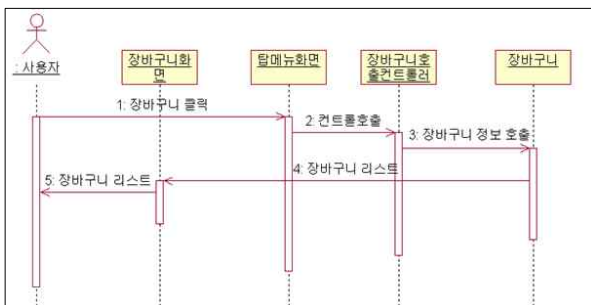 : 사용자
장바구니화
면
탑메뉴화면
장바구니호
출컨트롤러
장바구니
1: 장바구니 클릭
2: 컨트롤호출
3: 장바구니 정보 호출
4: 장바구니 리스트
5: 장바구니 리스트